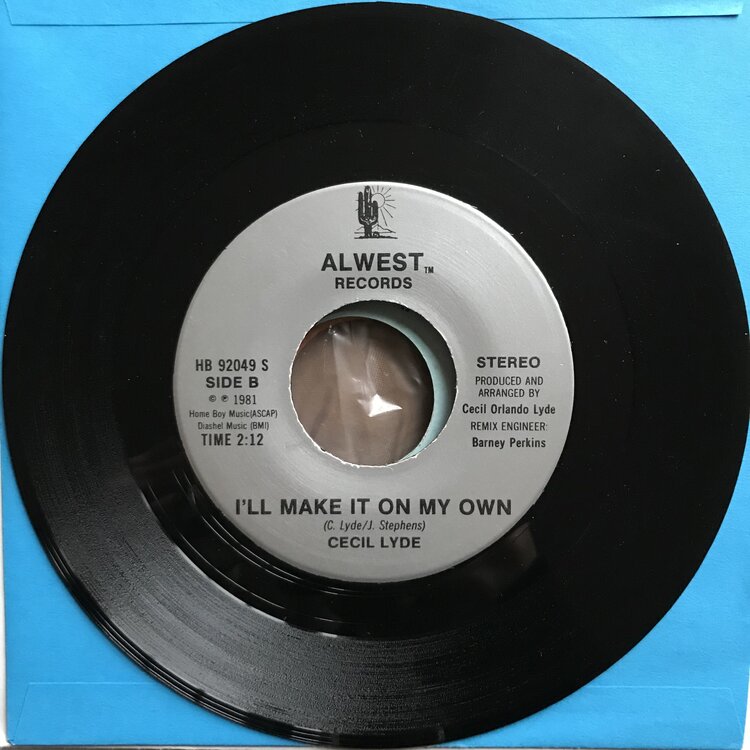 ALWEST™
RECORDS
HB 92049 S
SIDE B
© ℗ 1981
Home Boy Music(ASCAP)
Diashel Music (BMI)
TIME 2:12
STEREO
PRODUCED AND
ARRANGED BY
Cecil Orlando Lyde
REMIX ENGINEER:
Barney Perkins
I'LL MAKE IT ON MY OWN
(C. Lyde/J. Stephens)
CECIL LYDE